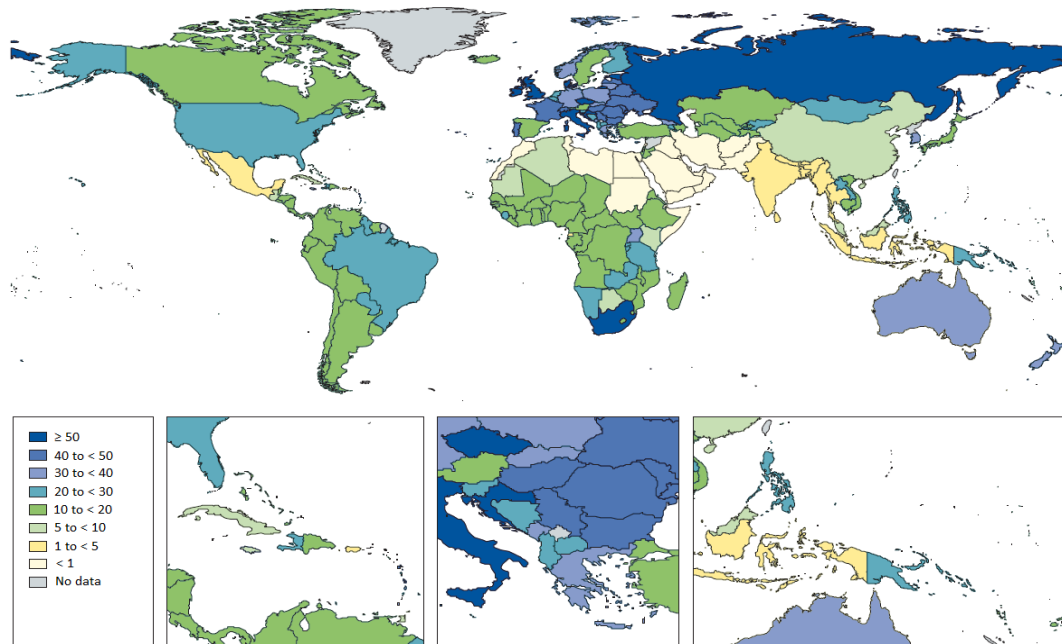 ≥ 50
40 to < 50
30 to < 40
20 to < 30
10 to < 20
5 to < 10
1 to < 5
< 1
No data